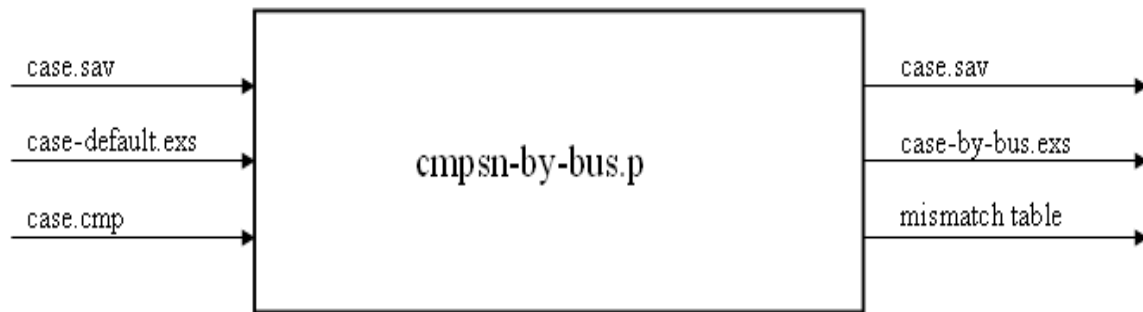 case.sav
case-default.exs
case.cmp
cmpsn-by-bus.p
case.sav
case-by-bus.exs
mismatch table